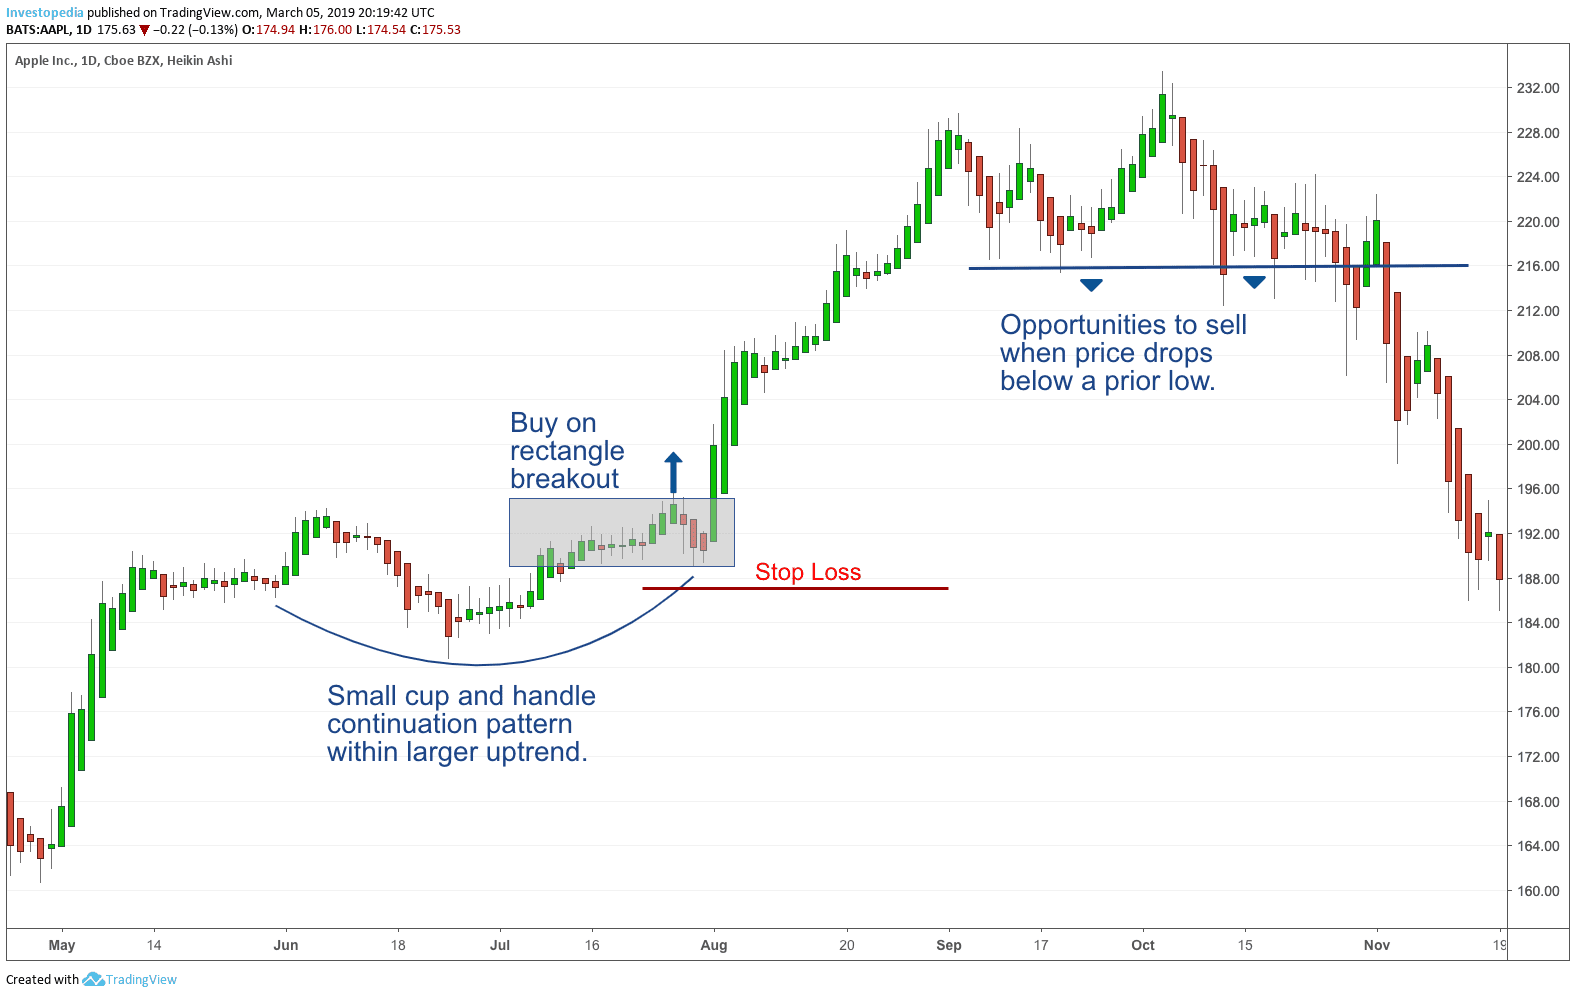 Investopedia published on TradingView.com, March 05, 2019 20:19:42 UTC
BATS:AAPL, 1D 175.63 ▼ −0.22 (−0.13%) O:174.94 H:176.00 L:174.54 C:175.53
Apple Inc., 1D, Cboe BZX, Heikin Ashi
232.00
228.00
224.00
220.00
216.00
212.00
208.00
204.00
200.00
196.00
192.00
188.00
184.00
180.00
176.00
172.00
168.00
164.00
160.00
Opportunities to sell
when price drops
below a prior low.
Buy on
rectangle
breakout
Stop Loss
Small cup and handle
continuation pattern
within larger uptrend.
May 14 Jun 18 Jul 16 Aug 20 Sep 17 Oct 15 Nov 19
Created with TradingView